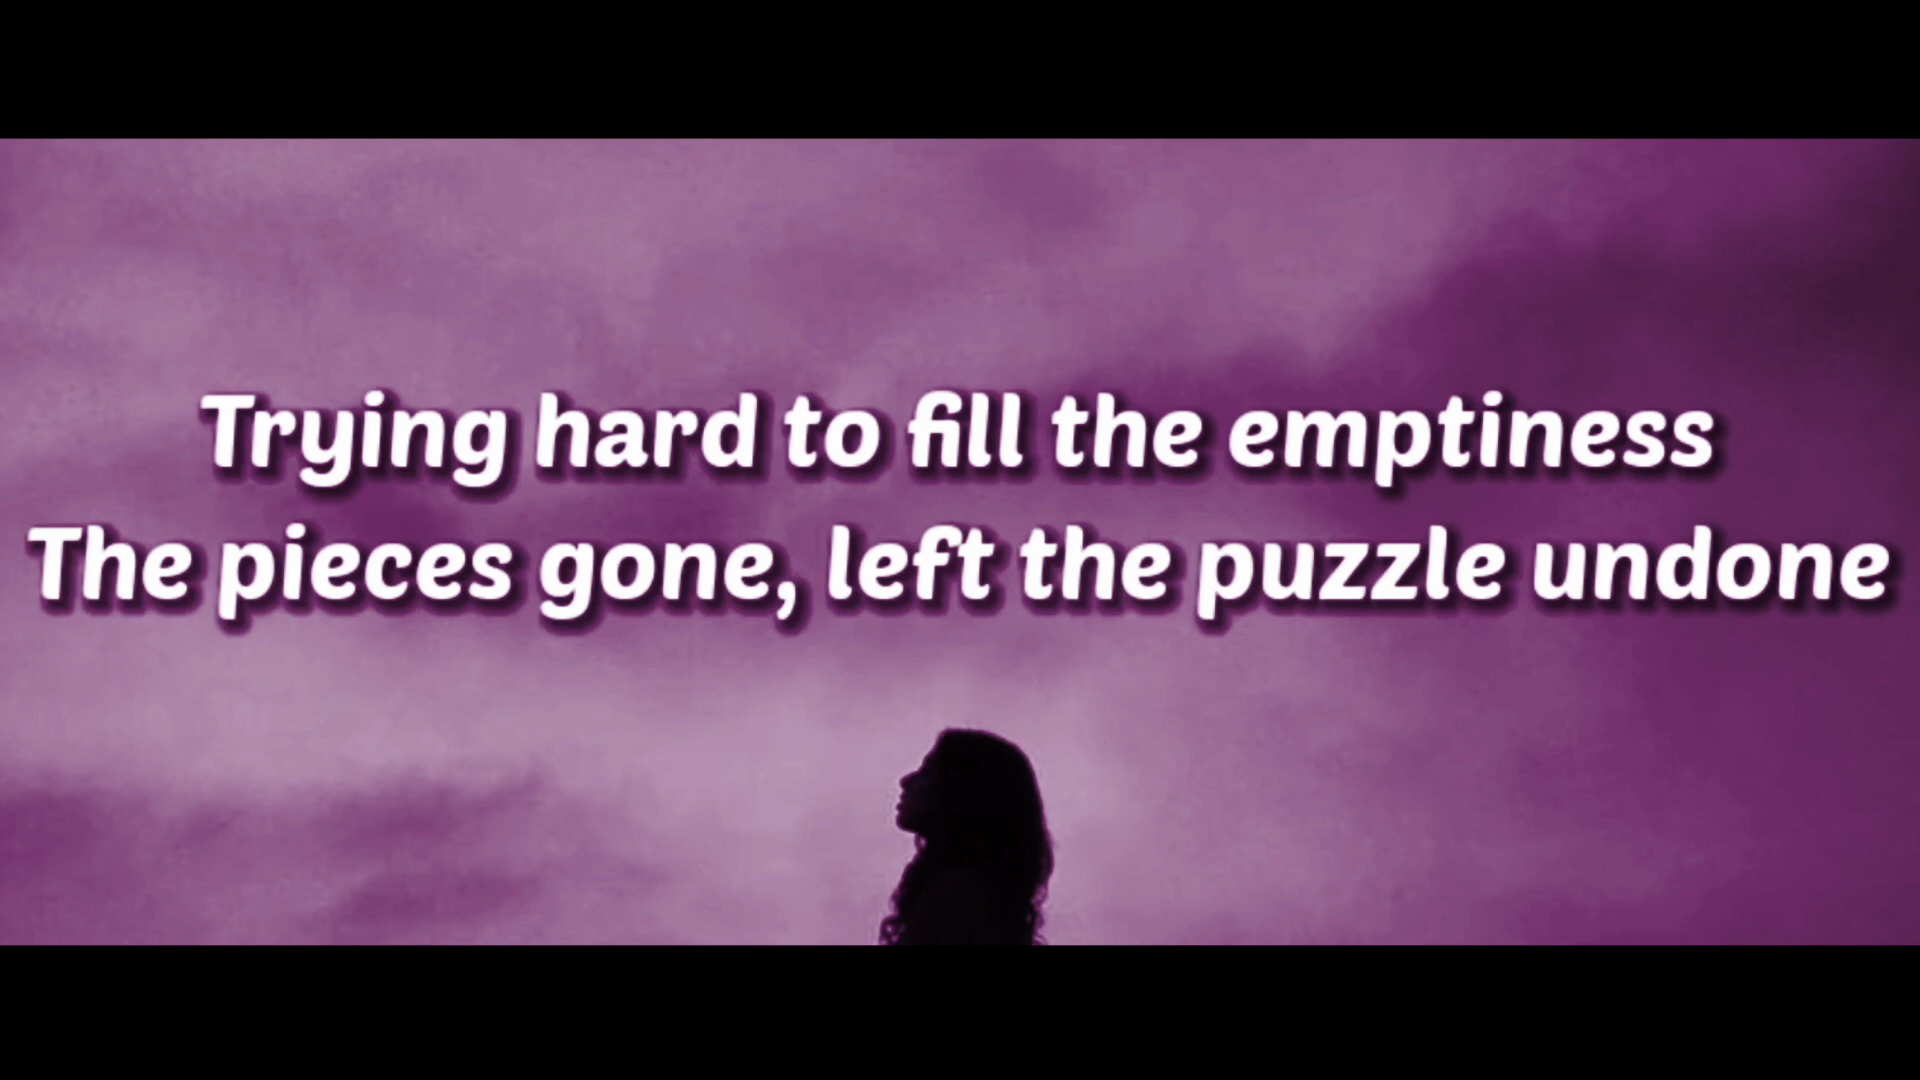 Trying hard to fill the emptiness
The pieces gone, left the puzzle undone